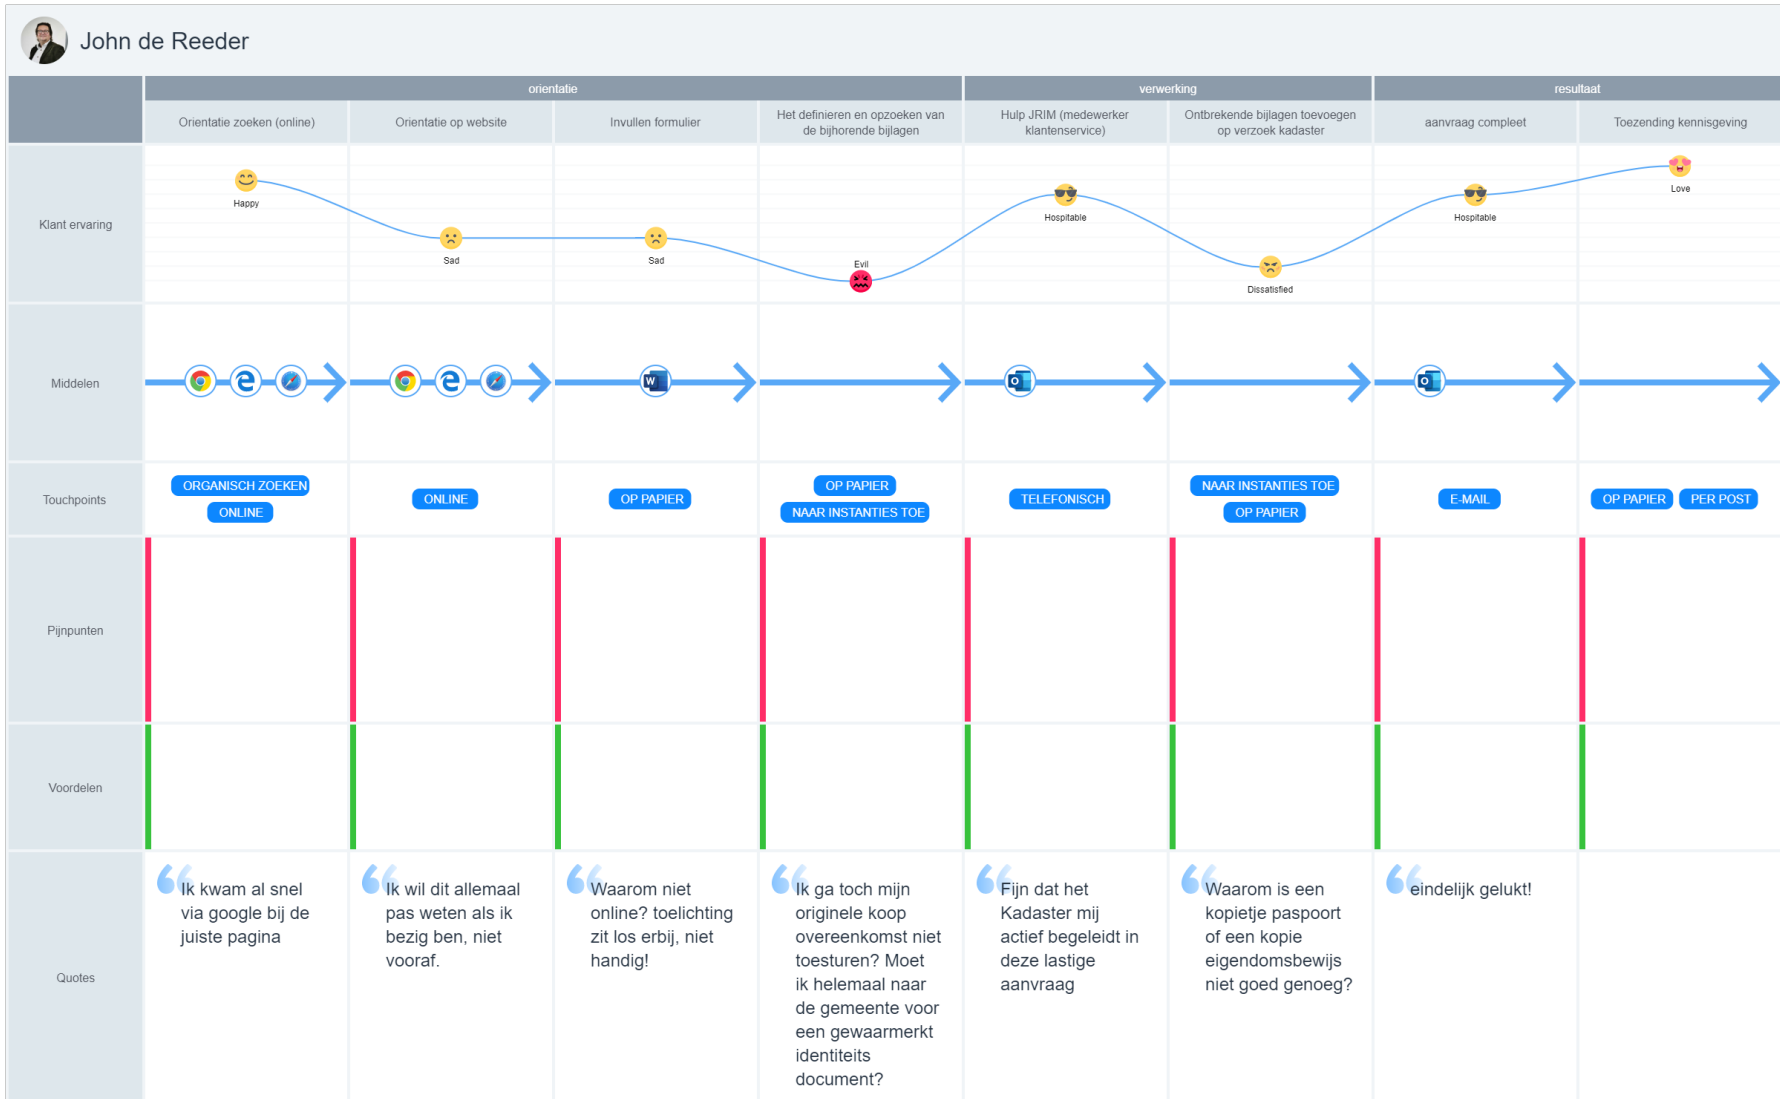 John de Reeder
orientatie
verwerking
resultaat
Orientatie zoeken (online)
Orientatie op website
Invullen formulier
Het definieren en opzoeken van
de bijhorende bijlagen
Hulp JRIM (medewerker
klantenservice)
Ontbrekende bijlagen toevoegen
op verzoek kadaster
aanvraag compleet
Toezending kennisgeving
Klant ervaring
Happy
Sad
Sad
Evil
Hospitable
Dissatisfied
Hospitable
Love
Middelen
Touchpoints
ORGANISCH ZOEKEN
ONLINE
ONLINE
OP PAPIER
OP PAPIER
NAAR INSTANTIES TOE
TELEFONISCH
NAAR INSTANTIES TOE
OP PAPIER
E-MAIL
OP PAPIER
PER POST
Pijnpunten
Voordelen
Quotes
Ik kwam al snel
via google bij de
juiste pagina
Ik wil dit allemaal
pas weten als ik
bezig ben, niet
vooraf.
Waarom niet
online? toelichting
zit los erbij, niet
handig!
Ik ga toch mijn
originele koop
overeenkomst niet
toesturen? Moet
ik helemaal naar
de gemeente voor
een gewaarmerkt
identiteits
document?
Fijn dat het
Kadaster mij
actief begeleidt in
deze lastige
aanvraag
Waarom is een
kopietje paspoort
of een kopie
eigendomsbewijs
niet goed genoeg?
eindelijk gelukt!